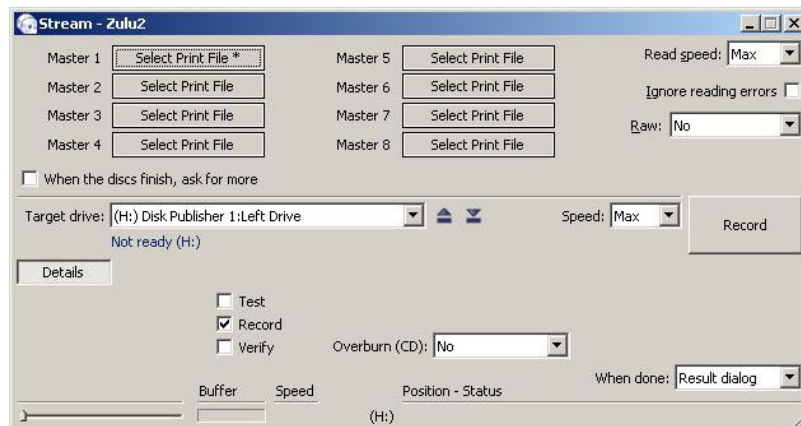 Stream - Zulu2
Master 1 Select Print File * Master 5 Select Print File Read speed: Max
Master 2 Select Print File Master 6 Select Print File Ignore reading errors
Master 3 Select Print File Master 7 Select Print File Raw: No
Master 4 Select Print File Master 8 Select Print File
When the discs finish, ask for more
Target drive: (H:) Disk Publisher 1:Left Drive Speed: Max Record
Not ready (H:)
Details
Test
Record
Verify Overburn (CD): No
When done: Result dialog
Buffer Speed Position - Status
(H:)